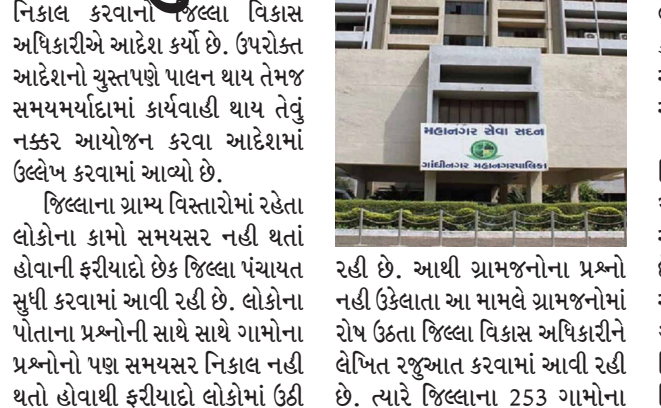 નિકાલ કરવાનો જિલ્લા વિકાસ
અધિકારીએ આદેશ કર્યો છે. ઉપરોક્ત
આદેશનો ચુસ્તપણે પાલન થાય તેમજ
સમયમર્યાદામાં કાર્યવાહી થાય તેવું
નક્કર આયોજન કરવા આદેશમાં
ઉલ્લેખ કરવામાં આવ્યો છે.
જિલ્લાના ગ્રામ્ય વિસ્તારોમાં રહેતા
લોકોના કામો સમયસર નહી થતાં
હોવાની ફરીયાદો છેક જિલ્લા પંચાયત
સુધી કરવામાં આવી રહી છે. લોકોના
પોતાના પ્રશ્નોની સાથે સાથે ગામોના
પ્રશ્નોનો પણ સમયસર નિકાલ નહી
થતો હોવાથી ફરીયાદો લોકોમાં ઉઠી
મહાનગર સેવા સદન
ગાંધીનગર મહાનગરપાલિકા
રહી છે. આથી ગ્રામજનોના પ્રશ્નો
નહી ઉકેલાતા આ મામલે ગ્રામજનોમાં
રોષ ઉઠતા જિલ્લા વિકાસ અધિકારીને
લેખિત રજુઆત કરવામાં આવી રહી
છે. ત્યારે જિલ્લાના 253 ગામોના